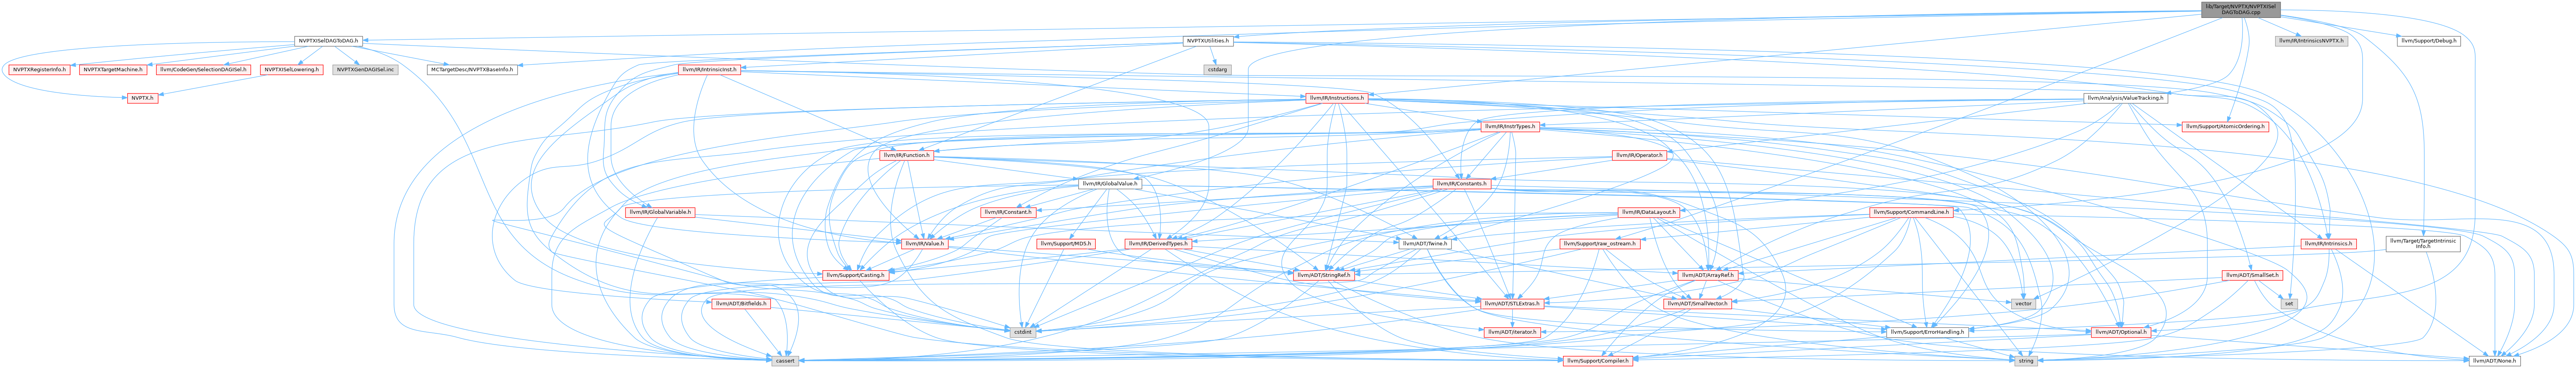 lib/Target/NVPTX/NVPTXISel
DAGToDAG.cpp
NVPTXISelDAGToDAG.h
NVPTXUtilities.h
llvm/IR/IntrinsicsNVPTX.h
llvm/Support/Debug.h
NVPTXRegisterInfo.h
NVPTXTargetMachine.h
llvm/CodeGen/SelectionDAGISel.h
NVPTXISelLowering.h
NVPTXGenDAGISel.inc
MCTargetDesc/NVPTXBaseInfo.h
llvm/IR/IntrinsicInst.h
cstdarg
NVPTX.h
llvm/IR/Instructions.h
llvm/Analysis/ValueTracking.h
llvm/IR/InstrTypes.h
llvm/Support/AtomicOrdering.h
llvm/IR/Function.h
llvm/IR/Operator.h
llvm/IR/GlobalValue.h
llvm/IR/Constants.h
llvm/IR/GlobalVariable.h
llvm/IR/Constant.h
llvm/IR/DataLayout.h
llvm/Support/CommandLine.h
llvm/IR/Value.h
llvm/Support/MD5.h
llvm/IR/DerivedTypes.h
llvm/ADT/Twine.h
llvm/Support/raw_ostream.h
llvm/IR/Intrinsics.h
llvm/Target/TargetIntrinsic
Info.h
llvm/Support/Casting.h
llvm/ADT/StringRef.h
llvm/ADT/ArrayRef.h
llvm/ADT/SmallSet.h
llvm/ADT/Bitfields.h
llvm/ADT/STLExtras.h
llvm/ADT/SmallVector.h
vector
set
cstdint
llvm/ADT/iterator.h
llvm/Support/ErrorHandling.h
llvm/ADT/Optional.h
cassert
llvm/Support/Compiler.h
string
llvm/ADT/None.h